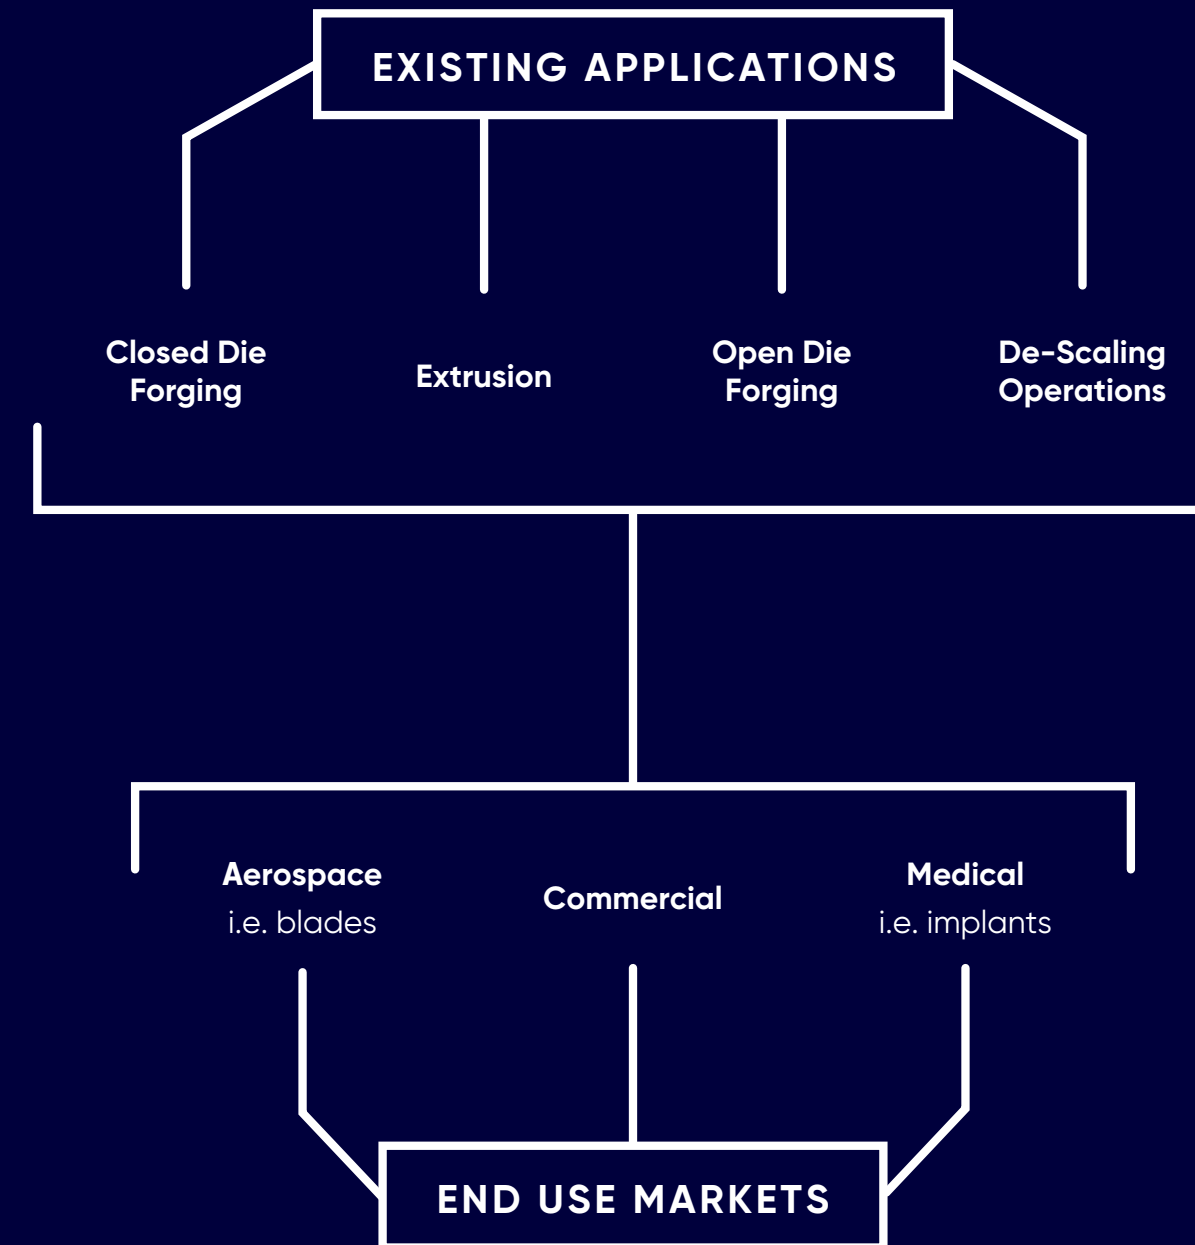 EXISTING APPLICATIONS
Closed Die
Forging
Extrusion
Open Die
Forging
De-Scaling
Operations
Aerospace
i.e. blades
Commercial
Medical
i.e. implants
END USE MARKETS